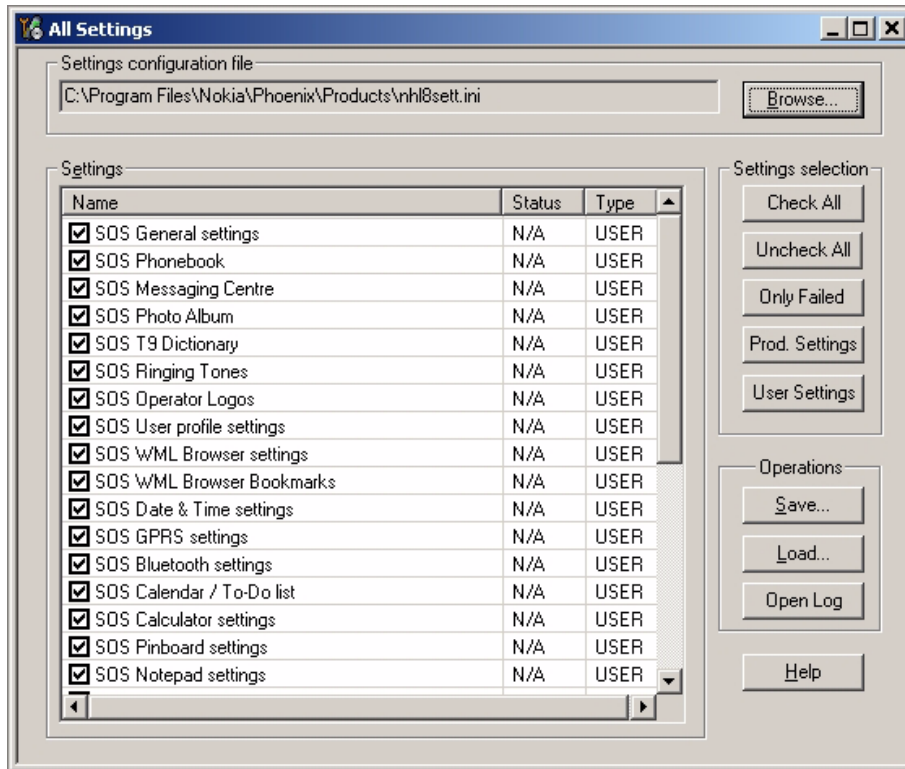 All Settings
Settings configuration file
C:\Program Files\Nokia\Phoenix\Products\nhl8sett.ini
Browse...
Settings
Name Status Type
SOS General settings N/A USER
SOS Phonebook N/A USER
SOS Messaging Centre N/A USER
SOS Photo Album N/A USER
SOS T9 Dictionary N/A USER
SOS Ringing Tones N/A USER
SOS Operator Logos N/A USER
SOS User profile settings N/A USER
SOS WML Browser settings N/A USER
SOS WML Browser Bookmarks N/A USER
SOS Date & Time settings N/A USER
SOS GPRS settings N/A USER
SOS Bluetooth settings N/A USER
SOS Calendar / To-Do list N/A USER
SOS Calculator settings N/A USER
SOS Pinboard settings N/A USER
SOS Notepad settings N/A USER
Settings selection
Check All
Uncheck All
Only Failed
Prod. Settings
User Settings
Operations
Save...
Load...
Open Log
Help